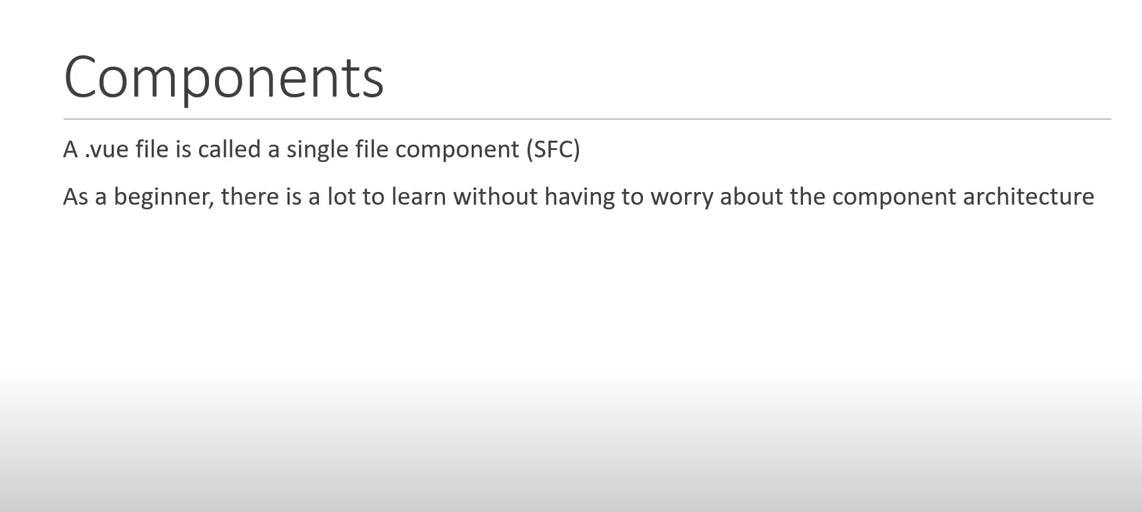 Components
A .vue file is called a single file component (SFC)
As a beginner, there is a lot to learn without having to worry about the component architecture